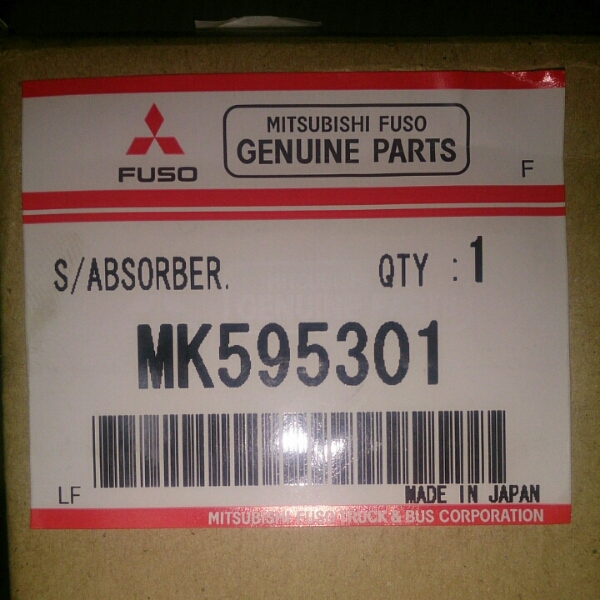 MITSUBISHI FUSO
GENUINE PARTS
FUSO
F
S/ABSORBER. QTY : 1
MK595301
LF MADE IN JAPAN
MITSUBISHI FUSO TRUCK & BUS CORPORATION